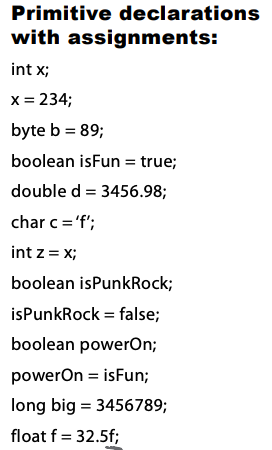 Primitive declarations
with assignments:
int x;
x = 234;
byte b = 89;
boolean isFun = true;
double d = 3456.98;
char c = ‘f’;
int z = x;
boolean isPunkRock;
isPunkRock = false;
boolean powerOn;
powerOn = isFun;
long big = 3456789;
float f = 32.5f;